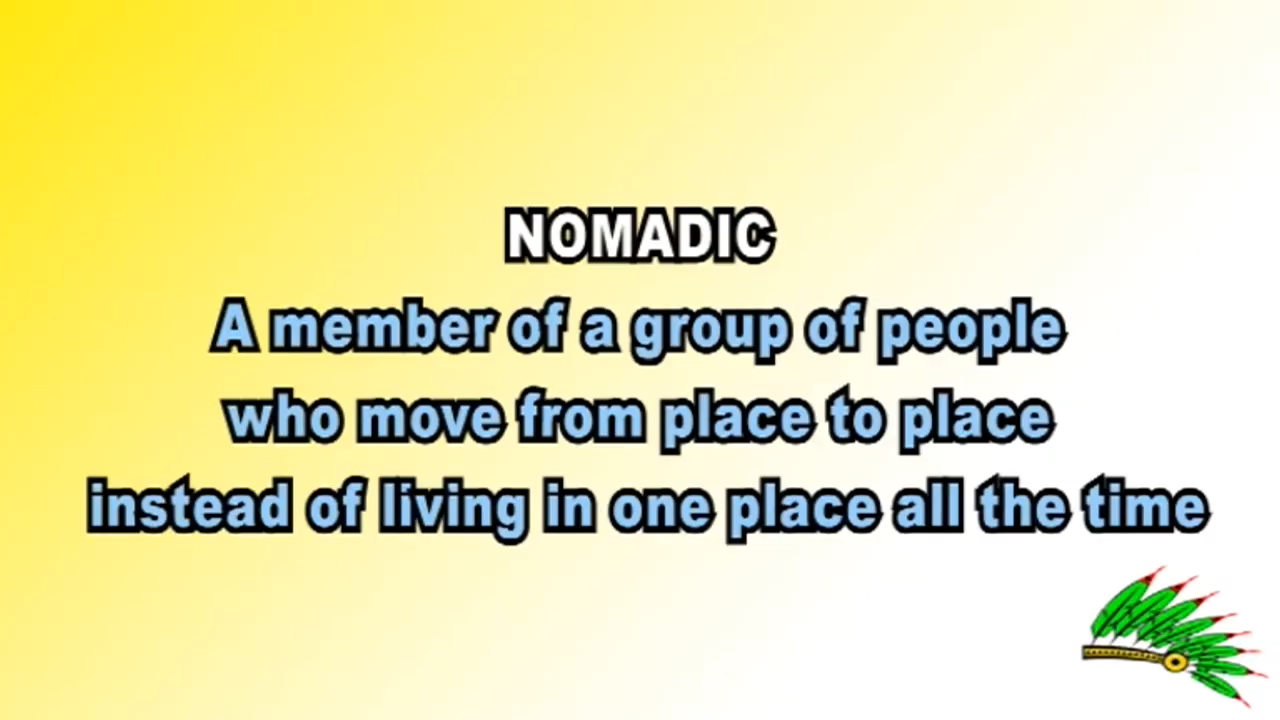 NOMADIC
A member of a group of people
who move from place to place
instead of living in one place all the time